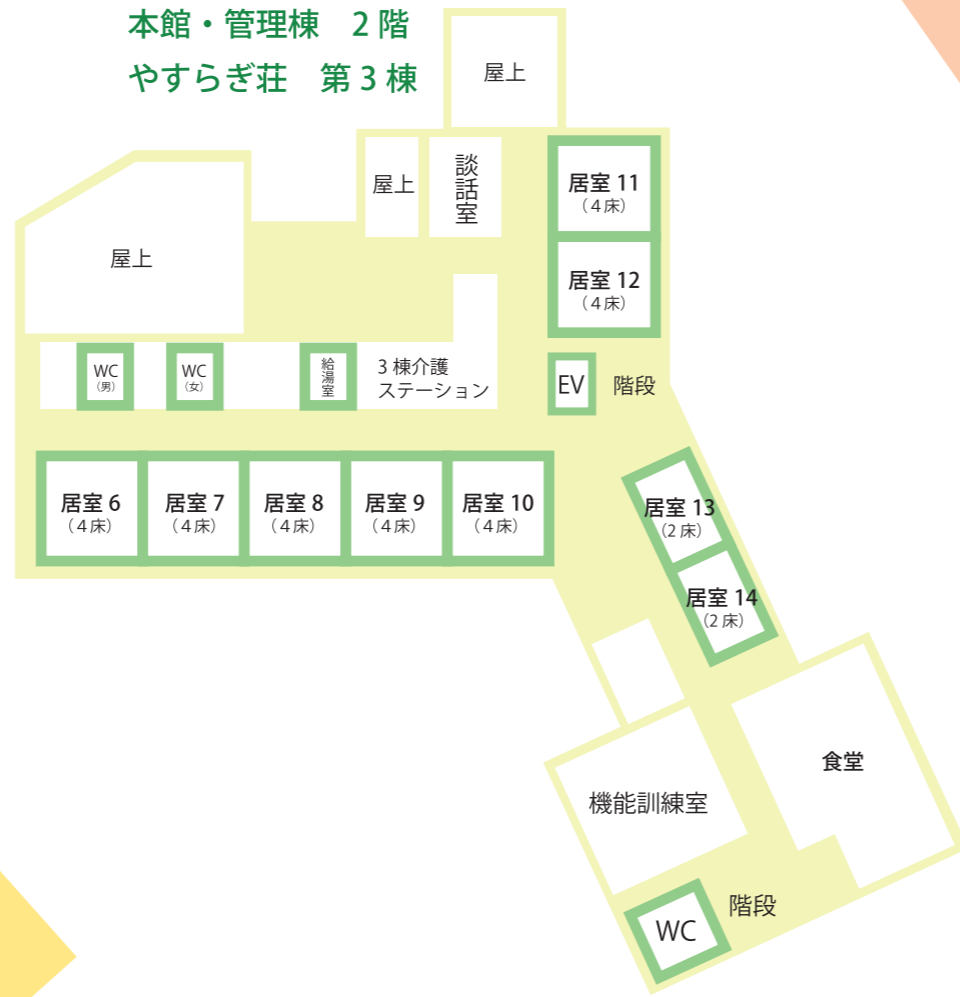 本館・管理棟　2 階
やすらぎ荘　第 3 棟
屋上
屋上
談話室
居室 11
（４床）
屋上
居室 12
（４床）
WC
（男）
WC
（女）
給湯室
3 棟介護
ステーション
EV
階段
居室 6
（４床）
居室 7
（４床）
居室 8
（４床）
居室 9
（４床）
居室 10
（４床）
居室 13
（2 床）
居室 14
（2 床）
食堂
機能訓練室
階段
WC